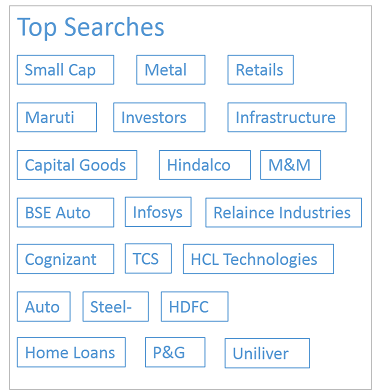 Top Searches
Small Cap Metal Retails
Maruti Investors Infrastructure
Capital Goods Hindalco M&M
BSE Auto Infosys Relaince Industries
Cognizant TCS HCL Technologies
Auto Steel- HDFC
Home Loans P&G Uniliver